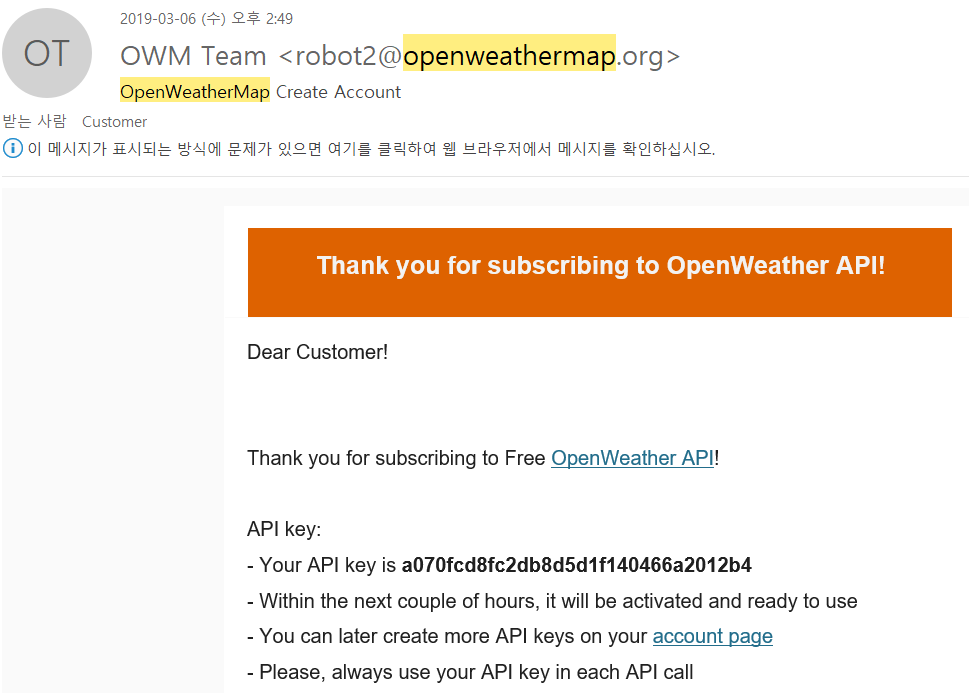 OT
2019-03-06 (수) 오후 2:49
OWM Team <robot2@openweathermap.org>
OpenWeatherMap Create Account
받는 사람 Customer
이 메시지가 표시되는 방식에 문제가 있으면 여기를 클릭하여 웹 브라우저에서 메시지를 확인하십시오.
Thank you for subscribing to OpenWeather API!
Dear Customer!
Thank you for subscribing to Free OpenWeather API!
API key:
- Your API key is a070fcd8fc2db8d5d1f140466a2012b4
- Within the next couple of hours, it will be activated and ready to use
- You can later create more API keys on your account page
- Please, always use your API key in each API call